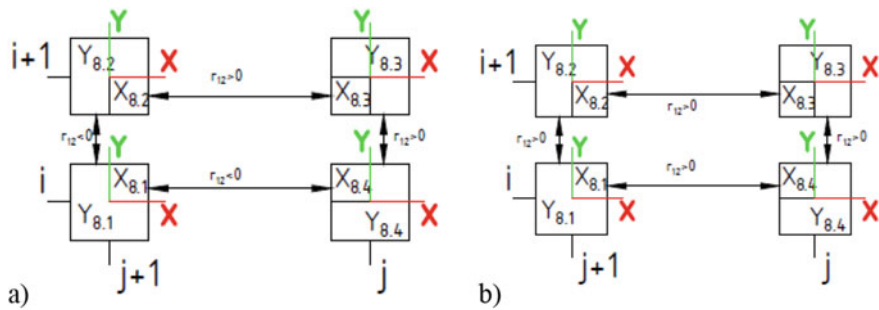 Y Y
Y8.2 X Y8.3 X
i+1 r12>0
X8.2 X8.3
r12<0 Y r12>0 Y
i X8.1 r12<0 X8.4
Y8.1 X Y8.4 X
a) j+1 j
Y Y
Y8.2 X Y8.3 X
i+1 r12>0
X8.2 X8.3
r12>0 Y r12>0 Y
i X8.1 r12>0 X8.4
Y8.1 X Y8.4 X
b) j+1 j